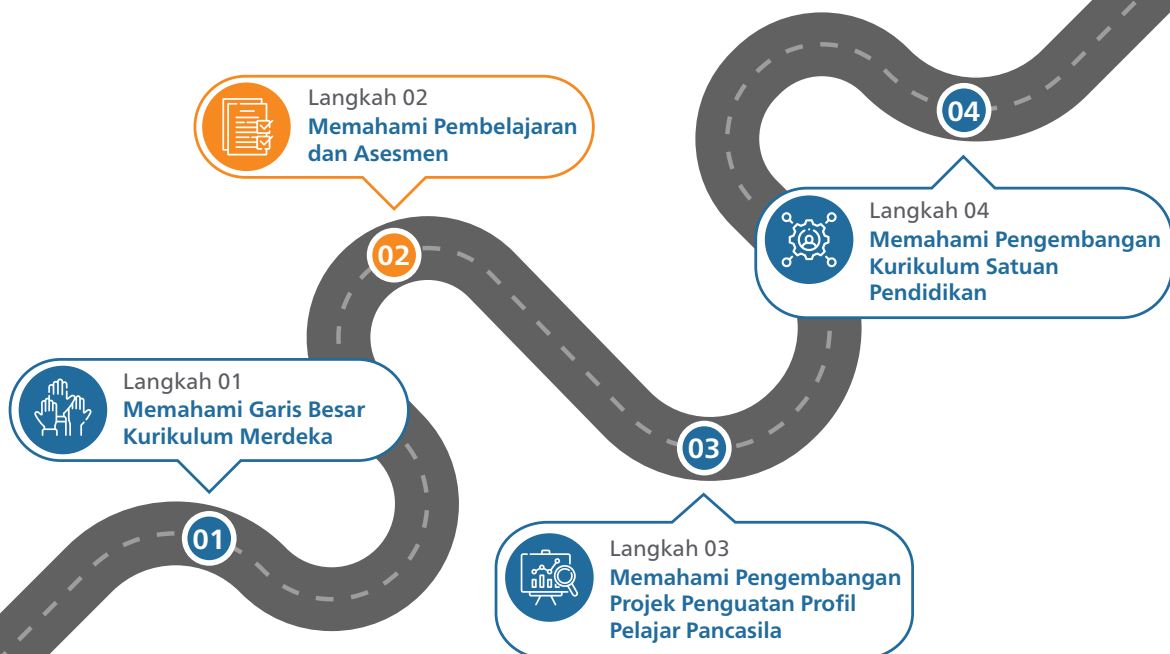 Langkah 01
Memahami Garis Besar
Kurikulum Merdeka
01
Langkah 02
Memahami Pembelajaran
dan Asesmen
02
03
Langkah 03
Memahami Pengembangan
Projek Penguatan Profil
Pelajar Pancasila
04
Langkah 04
Memahami Pengembangan
Kurikulum Satuan
Pendidikan